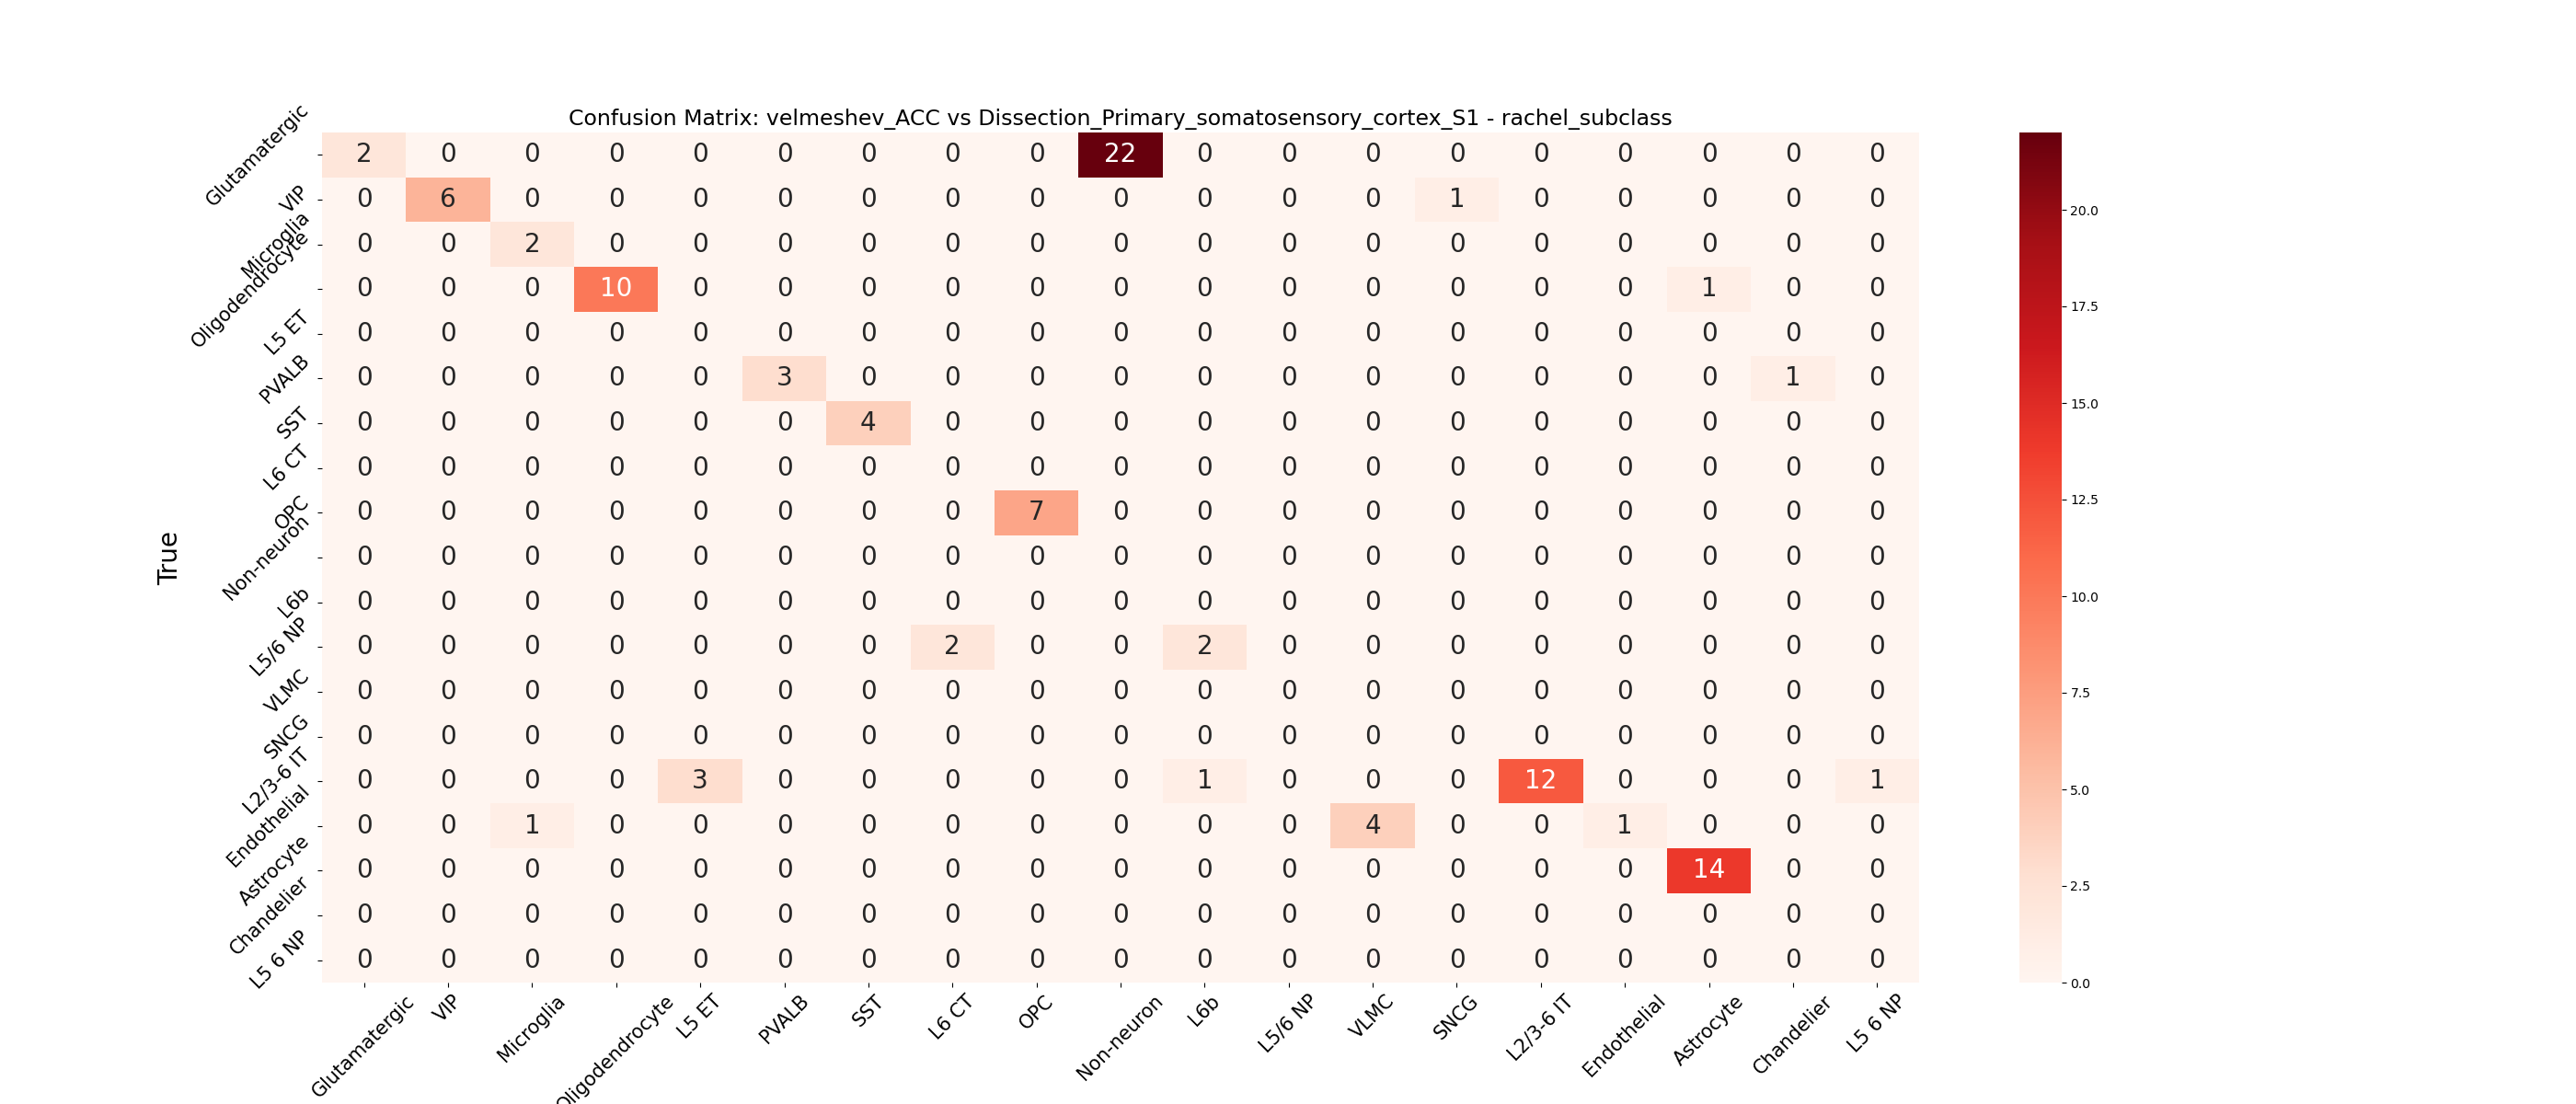 Confusion Matrix: velmeshev_ACC vs Dissection_Primary_somatosensory_cortex_S1 - rachel_subclass
True
Glutamatergic 2 0 0 0 0 0 0 0 0 22 0 0 0 0 0 0 0 0 0
VIP 0 6 0 0 0 0 0 0 0 0 0 0 0 1 0 0 0 0 0
Microglia 0 0 2 0 0 0 0 0 0 0 0 0 0 0 0 0 0 0 0
Oligodendrocyte 0 0 0 10 0 0 0 0 0 0 0 0 0 0 0 0 1 0 0
L5 ET 0 0 0 0 0 0 0 0 0 0 0 0 0 0 0 0 0 0 0
PVALB 0 0 0 0 0 3 0 0 0 0 0 0 0 0 0 0 0 1 0
SST 0 0 0 0 0 0 4 0 0 0 0 0 0 0 0 0 0 0 0
L6 CT 0 0 0 0 0 0 0 0 0 0 0 0 0 0 0 0 0 0 0
OPC 0 0 0 0 0 0 0 0 7 0 0 0 0 0 0 0 0 0 0
Non-neuron 0 0 0 0 0 0 0 0 0 0 0 0 0 0 0 0 0 0 0
L6b 0 0 0 0 0 0 0 0 0 0 0 0 0 0 0 0 0 0 0
L5/6 NP 0 0 0 0 0 0 0 2 0 0 2 0 0 0 0 0 0 0 0
VLMC 0 0 0 0 0 0 0 0 0 0 0 0 0 0 0 0 0 0 0
SNCG 0 0 0 0 0 0 0 0 0 0 0 0 0 0 0 0 0 0 0
L2/3-6 IT 0 0 0 0 3 0 0 0 0 0 1 0 0 0 12 0 0 0 1
Endothelial 0 0 1 0 0 0 0 0 0 0 0 0 4 0 0 1 0 0 0
Astrocyte 0 0 0 0 0 0 0 0 0 0 0 0 0 0 0 0 14 0 0
Chandelier 0 0 0 0 0 0 0 0 0 0 0 0 0 0 0 0 0 0 0
L5 6 NP 0 0 0 0 0 0 0 0 0 0 0 0 0 0 0 0 0 0 0
Glutamatergic VIP Microglia Oligodendrocyte L5 ET PVALB SST L6 CT OPC Non-neuron L6b L5/6 NP VLMC SNCG L2/3-6 IT Endothelial Astrocyte Chandelier L5 6 NP
20.0
17.5
15.0
12.5
10.0
7.5
5.0
2.5
0.0